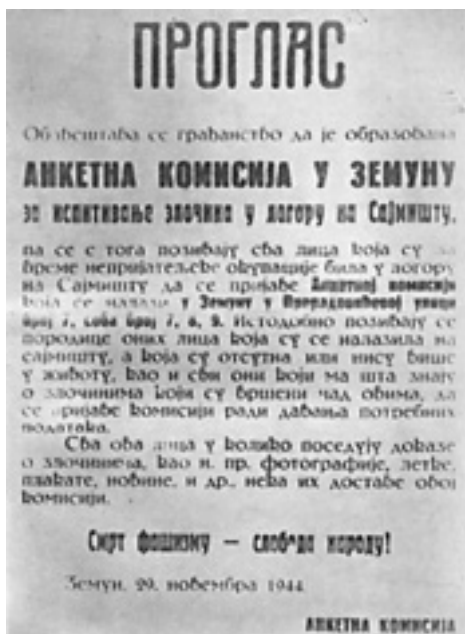 ПРОГЛАС
Обавештава се грађанство да је образована
АНКЕТНА КОМИСИЈА У ЗЕМУНУ
за испитивање злочина у логору на Сајмишту,
па се с тога позивају сва лица која су за
време непријатељске окупације била у логору
на Сајмишту да се пријаве Анкетној комисији
која се налази у Земуну у улици
број 7, соба број 7, 8, 9. Истодобно позивају се
породице оних лица која су се налазила на
сајмишту, а која су отсутна или нису више
у животу, као и сви они који ма шта знају
о злочинима који су вршени над овима, да
се пријаве комисији ради давања потребних
података.
Сва ова лица у колико поседују доказе
о злочинима, као н. пр. фотографије, летке,
плакате, новине, и др., нека их доставе овој
комисији.
Смрт фашизму — слобода народу!
Земун, 29. новембра 1944
АНКЕТНА КОМИСИЈА